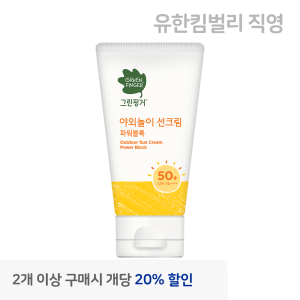 유한킴벌리 직영
GREEN
FINGER
그린핑거
야외놀이 선크림
파워블록
Outdoor Sun Cream
Power Block
50+
2개 이상 구매시 개당 20% 할인